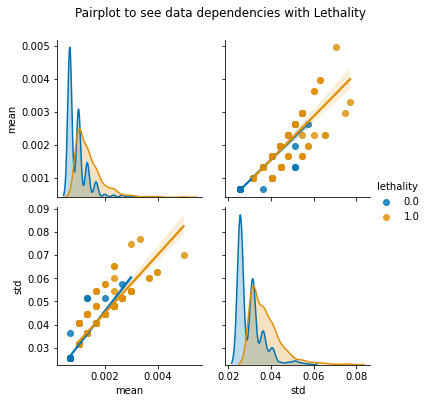 Pairplot to see data dependencies with Lethality
0.005
0.004
0.003
0.002
0.001
mean
lethality
0.0
1.0
0.09
0.08
0.07
0.06
0.05
0.04
0.03
std
0.002 0.004
mean
0.02 0.04 0.06 0.08
std